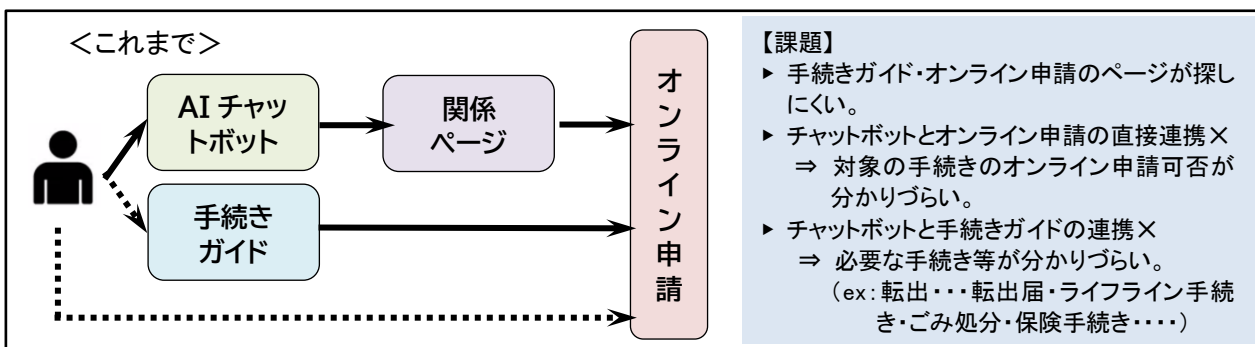 <これまで>
AI チャッ
トボット
関係
ページ
手続き
ガイド
オンライン申請
【課題】
▶ 手続きガイド・オンライン申請のページが探し
にくい。
▶ チャットボットとオンライン申請の直接連携×
⇒ 対象の手続きのオンライン申請可否が
分かりづらい。
▶ チャットボットと手続きガイドの連携×
⇒ 必要な手続き等が分かりづらい。
(ex:転出・・・転出届・ライフライン手続
き・ごみ処分・保険手続き・・・・)